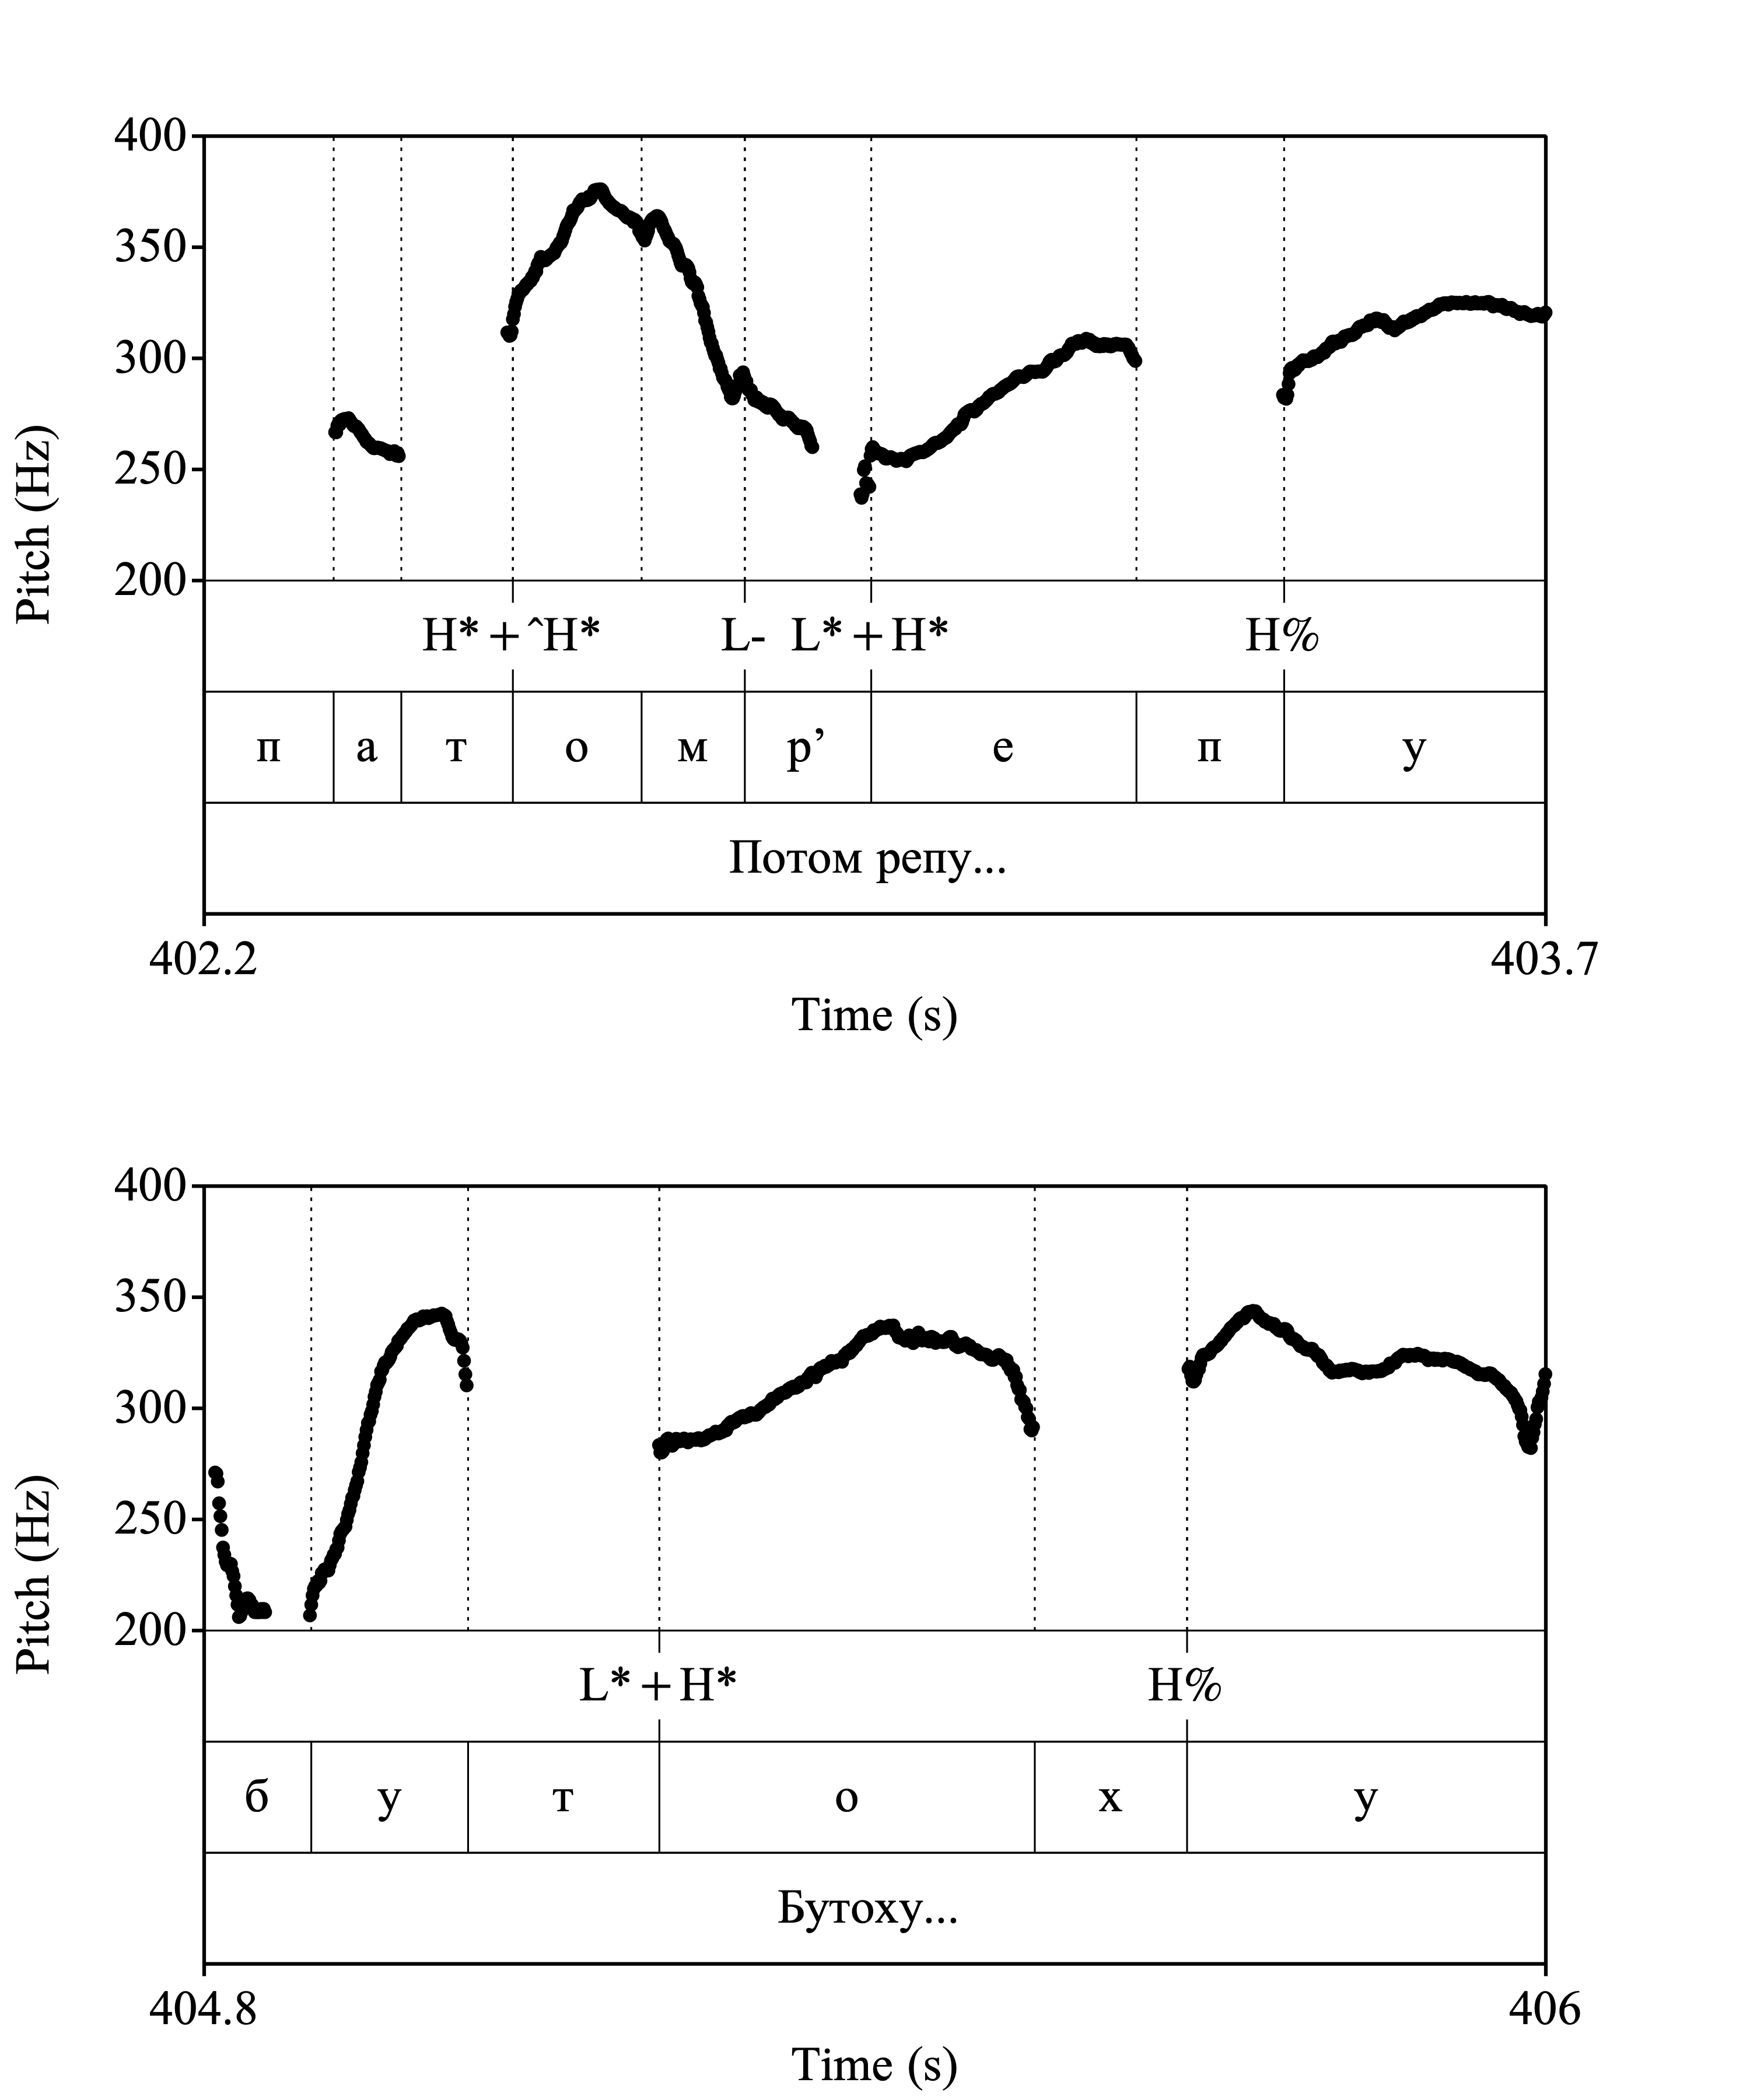 400
350
300
250
200
Pitch (Hz)
H*+^H* L- L*+H* H%
п а т о м р’ е п у
Потом репу...
402.2 403.7
Time (s)
400
350
300
250
200
Pitch (Hz)
L*+H* H%
б у т о х у
Бутоху...
404.8 406
Time (s)